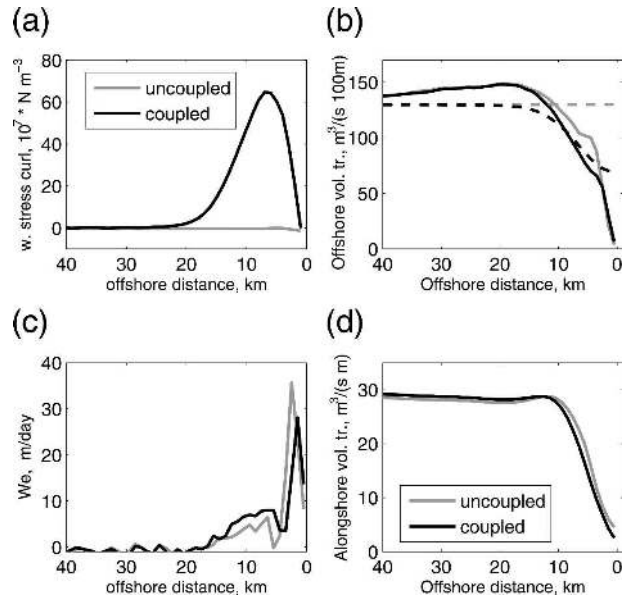 (a)
w. stress curl, 10^7 * N m^-3
80
60
40
20
0
uncoupled
coupled
40 30 20 10 0
offshore distance, km
(b)
Offshore vol. tr., m^3/(s 100m)
150
100
50
0
40 30 20 10 0
Offshore distance, km
(c)
We, m/day
40
30
20
10
0
40 30 20 10 0
offshore distance, km
(d)
Alongshore vol. tr., m^3/(s m)
30
20
10
0
uncoupled
coupled
40 30 20 10 0
Offshore distance, km